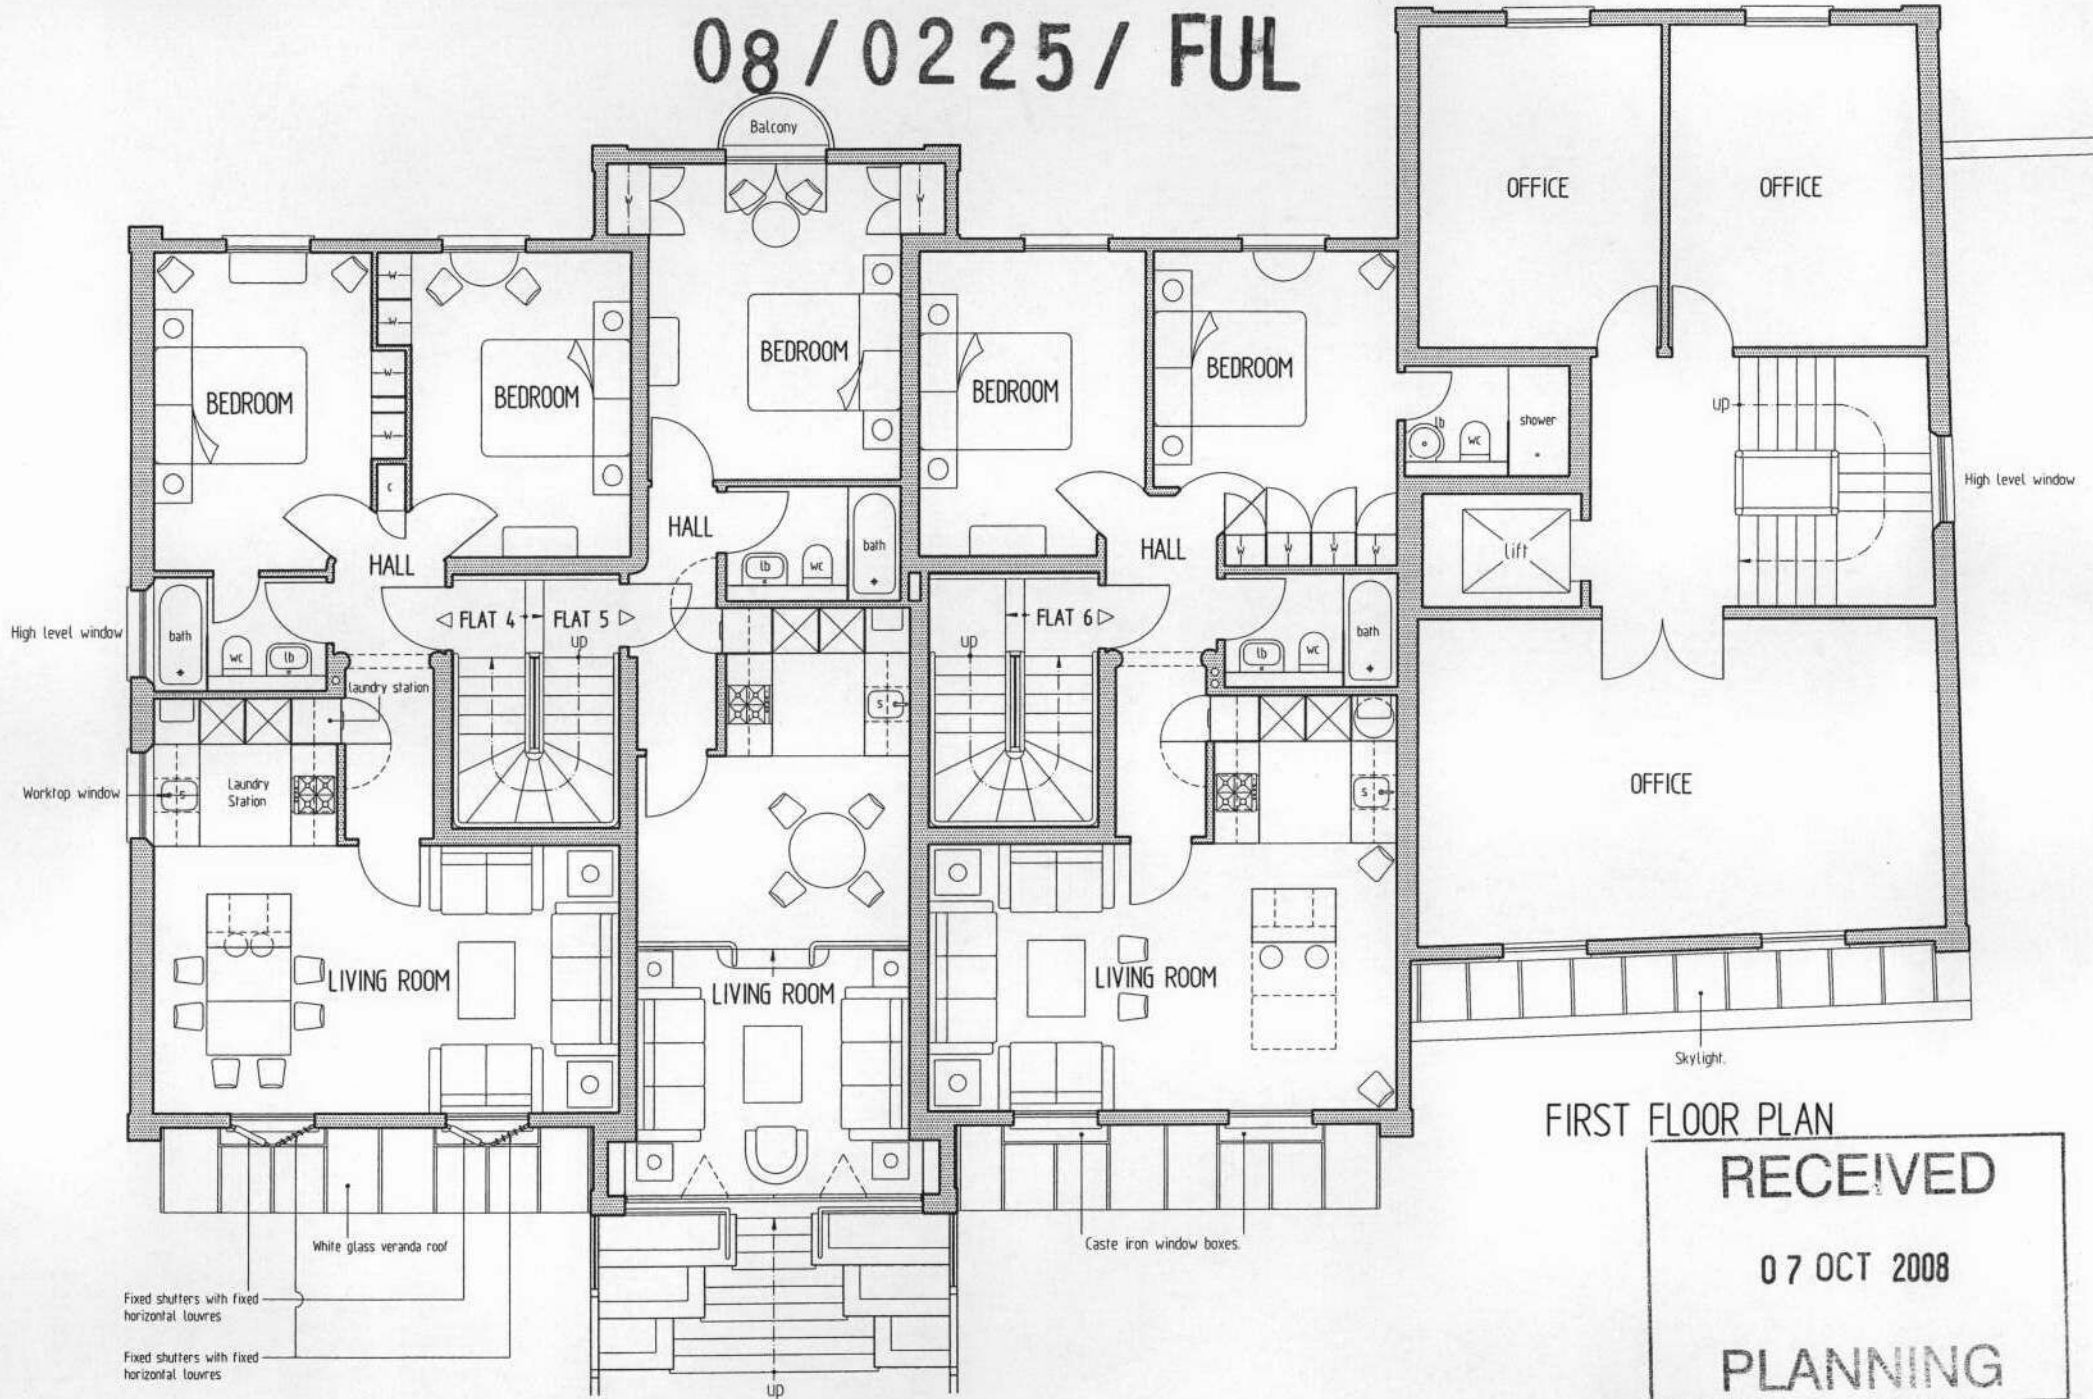 08/0225/ FUL
Balcony
OFFICE
OFFICE
W
W
W
W
W
W
BEDROOM
BEDROOM
BEDROOM
BEDROOM
BEDROOM
UP
lb
wc
shower
High level window
C
HALL
HALL
HALL
lb
wc
bath
W
W
W
W
lift
High level window
bath
wc
lb
◁ FLAT 4
FLAT 5 ▷
UP
UP
FLAT 6 ▷
lb
wc
bath
laundry station
S
Worktop window
S
Laundry
Station
S
OFFICE
LIVING ROOM
LIVING ROOM
LIVING ROOM
Skylight.
FIRST FLOOR PLAN
White glass veranda roof
Caste iron window boxes.
Fixed shutters with fixed
horizontal louvres
Fixed shutters with fixed
horizontal louvres
UP
RECEIVED
07 OCT 2008
PLANNING